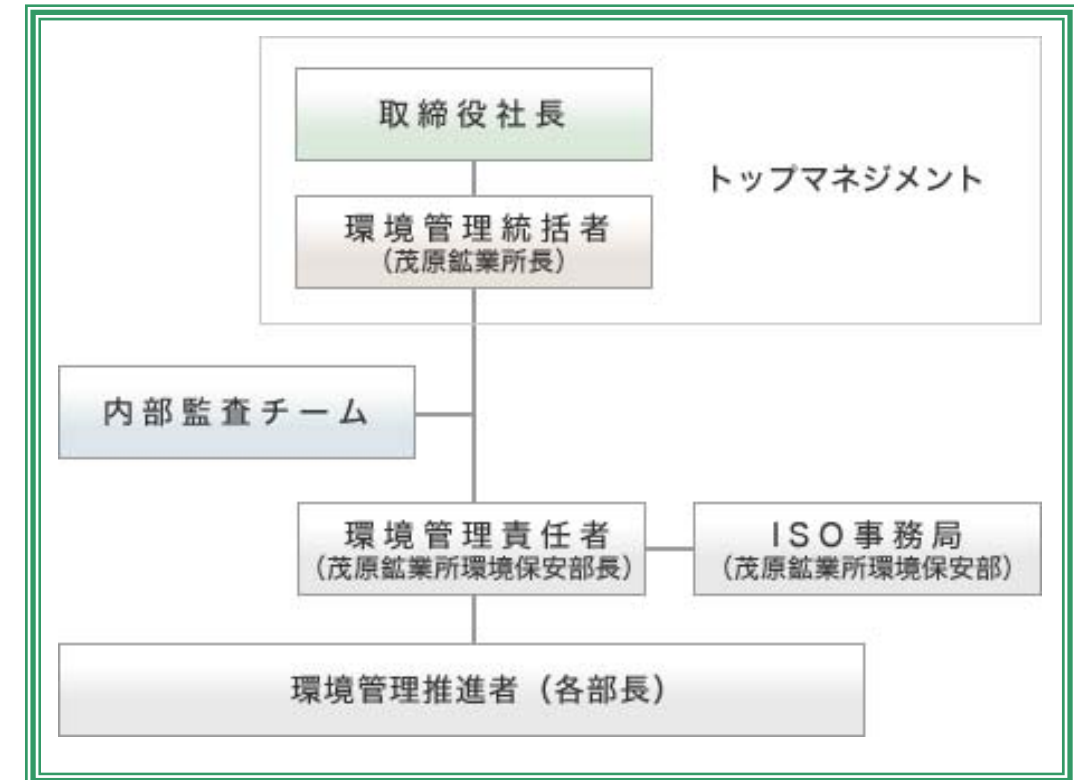 取締役社長
トップマネジメント
環境管理統括者
（茂原鉱業所長）
内部監査チーム
環境管理責任者
（茂原鉱業所環境保安部長）
ISO事務局
（茂原鉱業所環境保安部）
環境管理推進者（各部長）